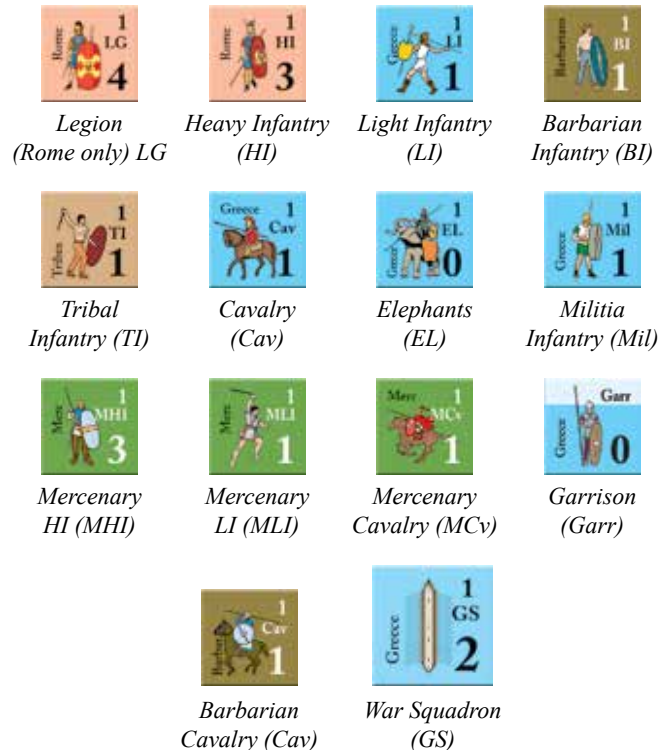 Rome 1 LG 4
Rome 1 HI 3
Greece 1 LI 1
Barbarians 1 BI 1
Legion
(Rome only) LG
Heavy Infantry
(HI)
Light Infantry
(LI)
Barbarian
Infantry (BI)
Tribes 1 TI 1
Greece 1 Cav 1
Greece 1 EL 0
Greece 1 Mil 1
Tribal
Infantry (TI)
Cavalry
(Cav)
Elephants
(EL)
Militia
Infantry (Mil)
Merc 1 MHI 3
Merc 1 MLI 1
Merc 1 MCv 1
Greece Garr 0
Mercenary
HI (MHI)
Mercenary
LI (MLI)
Mercenary
Cavalry (MCv)
Garrison
(Garr)
1 Cav 1
Greece 1 GS 2
Barbarian
Cavalry (Cav)
War Squadron
(GS)